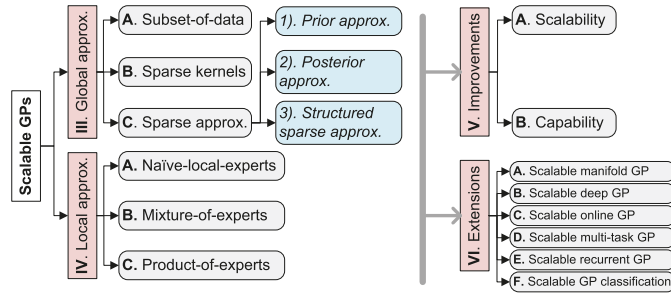 Scalable GPs
III. Global approx.
A. Subset-of-data
B. Sparse kernels
C. Sparse approx.
1). Prior approx.
2). Posterior
approx.
3). Structured
sparse approx.
IV. Local approx.
A. Naïve-local-experts
B. Mixture-of-experts
C. Product-of-experts
V. Improvements
A. Scalability
B. Capability
VI. Extensions
A. Scalable manifold GP
B. Scalable deep GP
C. Scalable online GP
D. Scalable multi-task GP
E. Scalable recurrent GP
F. Scalable GP classification